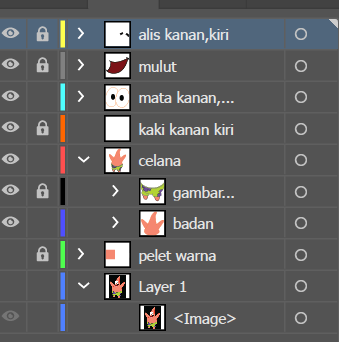 alis kanan,kiri
mulut
mata kanan,...
kaki kanan kiri
celana
gambar...
badan
pelet warna
Layer 1
<Image>